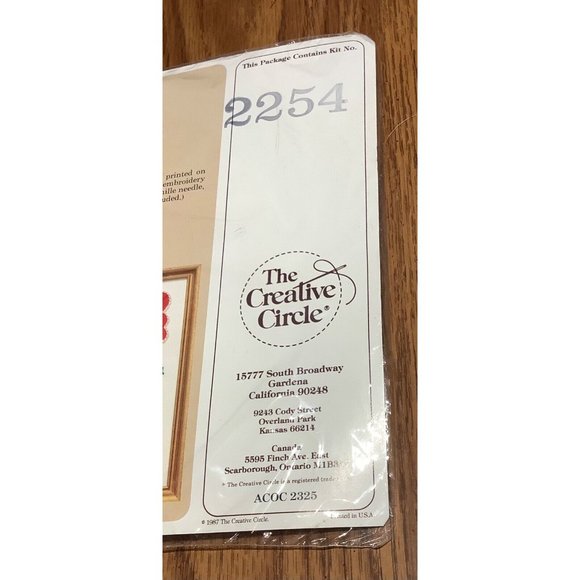 This Package Contains Kit No.
2254
printed on
embroidery
needle,
The
Creative
Circle®
15777 South Broadway
Gardena
California 90248
9243 Cody Street
Overland Park
Kansas 66214
Canada
5595 Finch Ave. East
Scarborough, Ontario
* The Creative Circle is a registered
ACOC 2325
© 1987 The Creative Circle.
Printed in U.S.A.